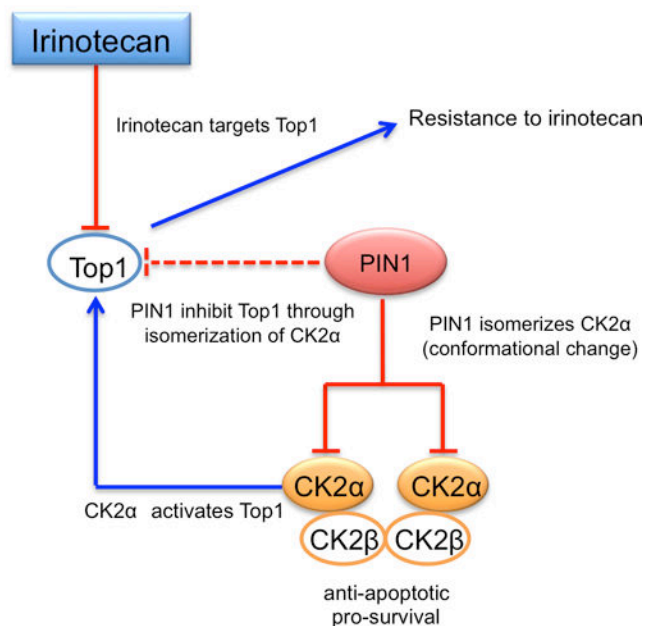 Irinotecan
Irinotecan targets Top1
Resistance to irinotecan
Top1
PIN1
PIN1 inhibit Top1 through
isomerization of CK2α
PIN1 isomerizes CK2α
(conformational change)
CK2α
CK2α
CK2α activates Top1
CK2β
CK2β
anti-apoptotic
pro-survival